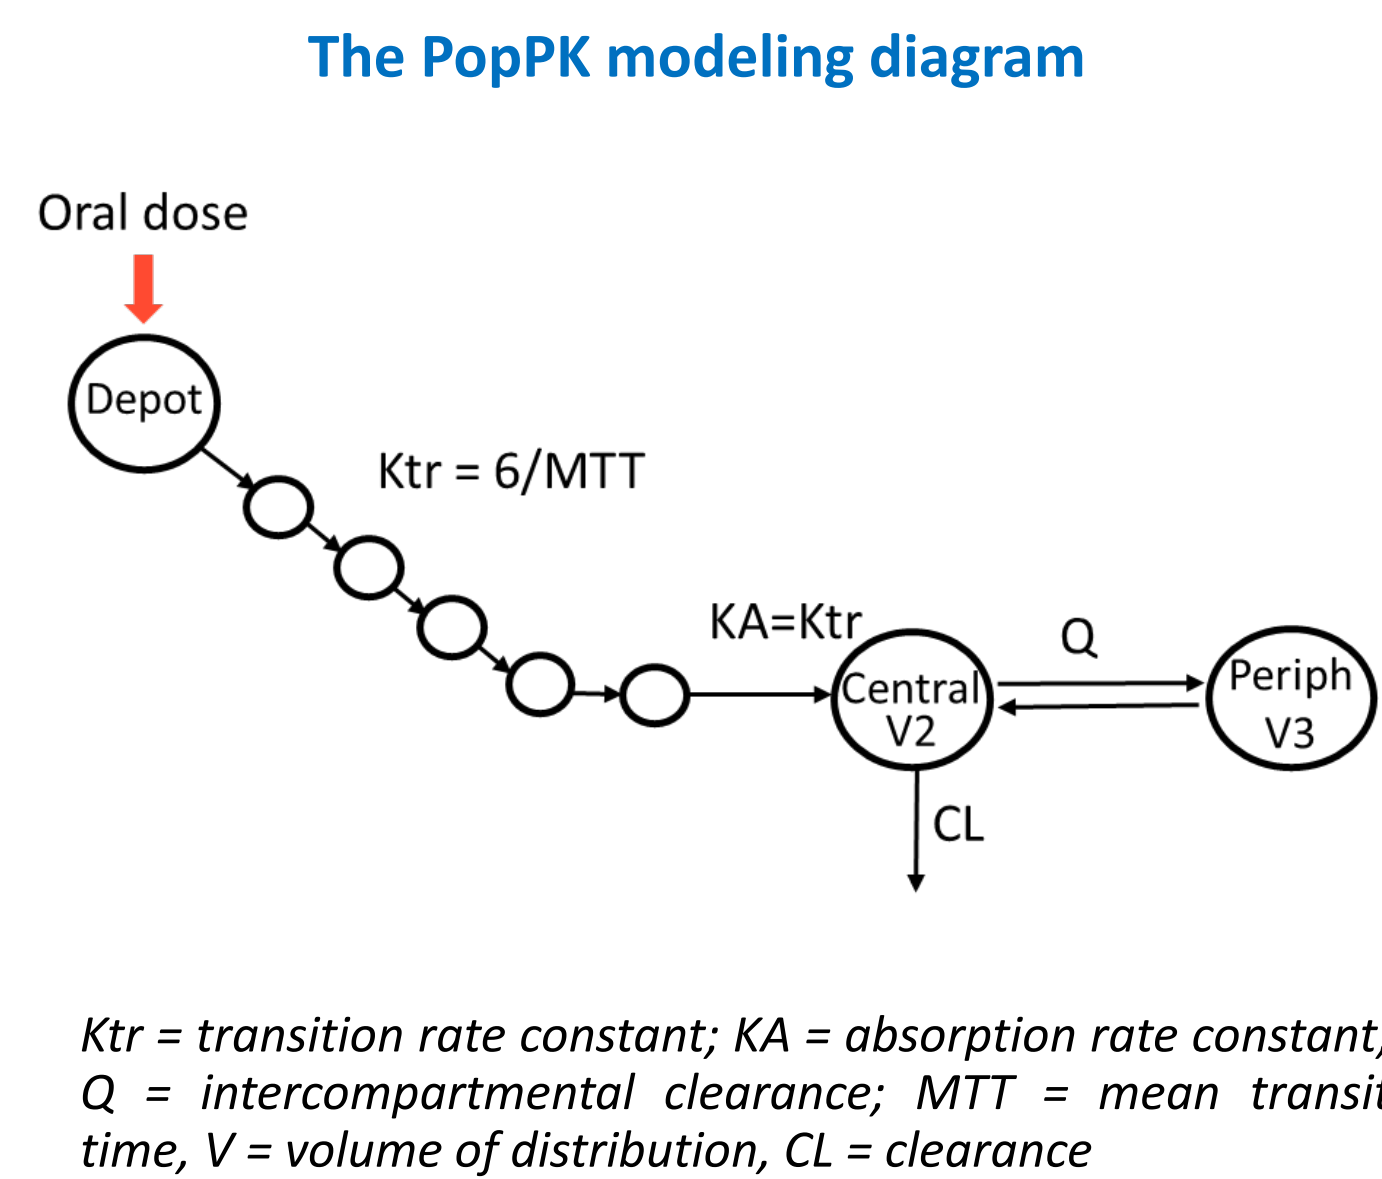 The PopPK modeling diagram
Oral dose
Depot
Ktr = 6/MTT
KA=Ktr
Central
V2
Q
Periph
V3
CL
Ktr = transition rate constant; KA = absorption rate constant;
Q = intercompartmental clearance; MTT = mean transit
time, V = volume of distribution, CL = clearance